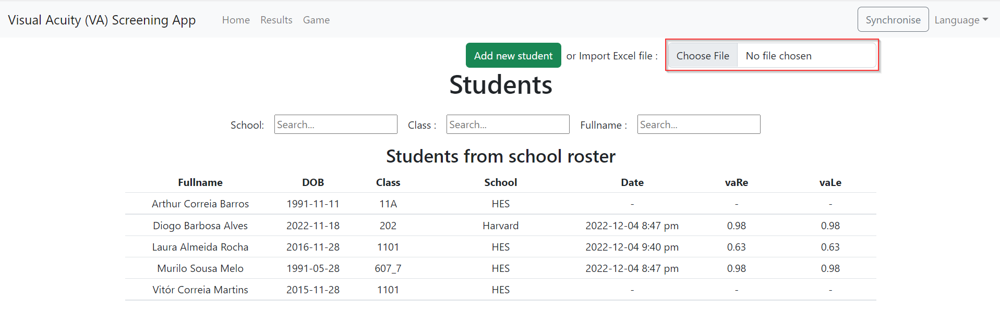 Visual Acuity (VA) Screening App Home Results Game Synchronise Language
Add new student or Import Excel file : Choose File No file chosen
Students
School: Search... Class : Search... Fullname : Search...
Students from school roster
Fullname DOB Class School Date vaRe vaLe
Arthur Correia Barros 1991-11-11 11A HES - - -
Diogo Barbosa Alves 2022-11-18 202 Harvard 2022-12-04 8:47 pm 0.98 0.98
Laura Almeida Rocha 2016-11-28 1101 HES 2022-12-04 9:40 pm 0.63 0.63
Murilo Sousa Melo 1991-05-28 607_7 HES 2022-12-04 8:47 pm 0.98 0.98
Vitór Correia Martins 2015-11-28 1101 HES - - -